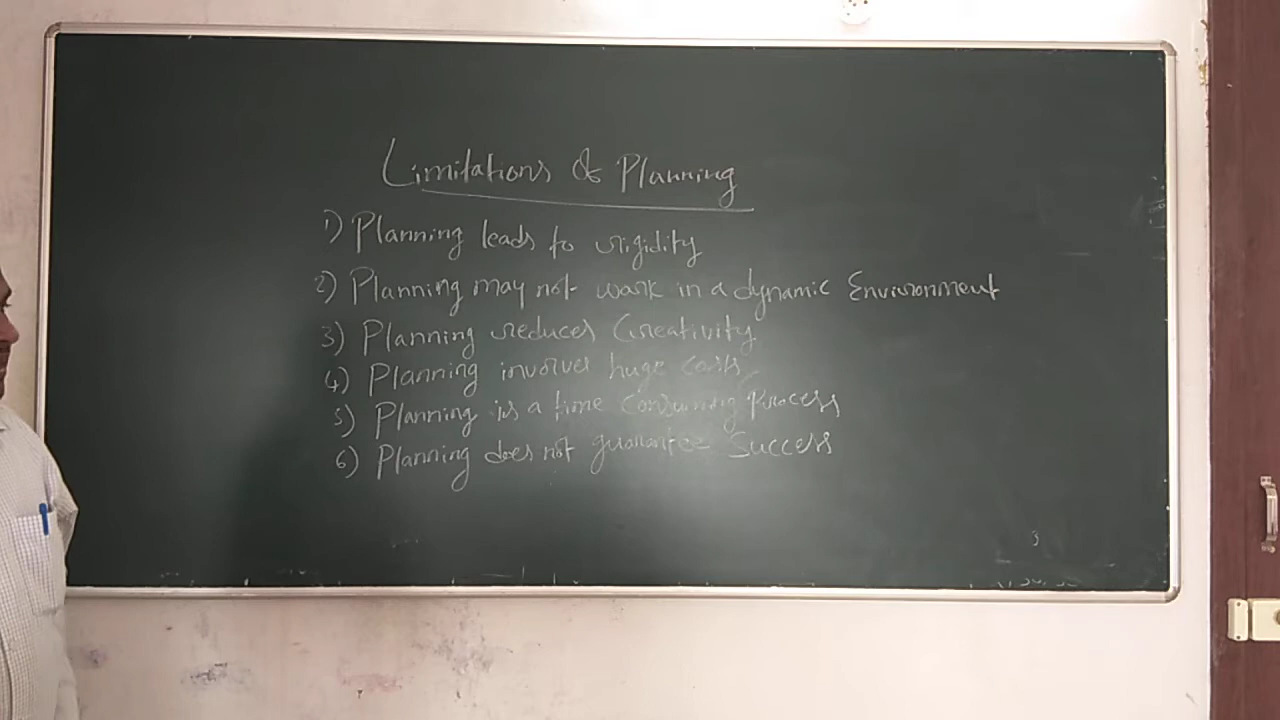 Limitations of Planning
1) Planning leads to rigidity
2) Planning may not work in a dynamic Environment
3) Planning reduces Creativity
4) Planning involves huge costs
5) Planning is a time consuming Process
6) Planning does not guarantee Success